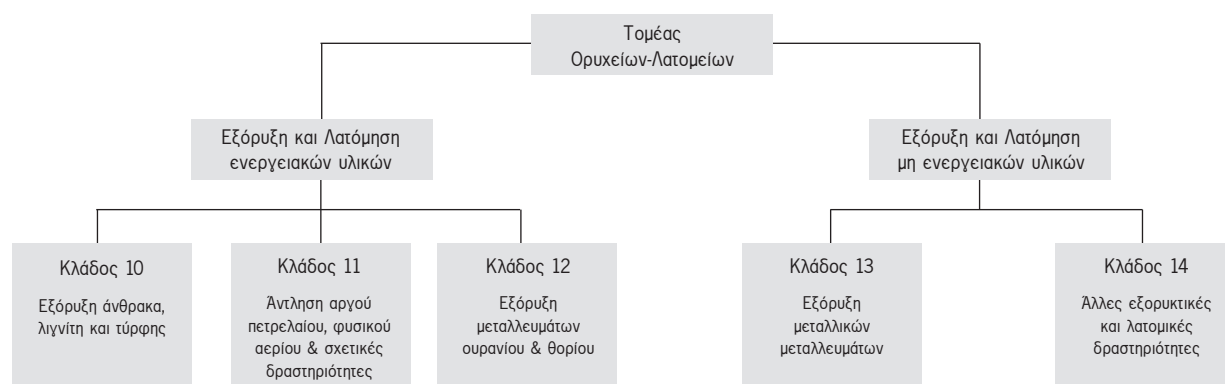 Τομέας
Ορυχείων-Λατομείων
Εξόρυξη και Λατόμηση
ενεργειακών υλικών
Εξόρυξη και Λατόμηση
μη ενεργειακών υλικών
Κλάδος 10
Εξόρυξη άνθρακα,
λιγνίτη και τύρφης
Κλάδος 11
Άντληση αργού
πετρελαίου, φυσικού
αερίου & σχετικές
δραστηριότητες
Κλάδος 12
Εξόρυξη
μεταλλευμάτων
ουρανίου & θορίου
Κλάδος 13
Εξόρυξη
μεταλλικών
μεταλλευμάτων
Κλάδος 14
Άλλες εξορυκτικές
και λατομικές
δραστηριότητες